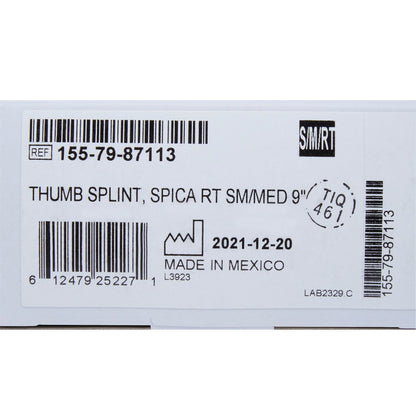 S/M/RT
REF 155-79-87113
THUMB SPLINT, SPICA RT SM/MED 9"
TIQ
461
2021-12-20
MADE IN MEXICO
L3923
6 12479 25227 1
LAB2329 C
155-79-87113